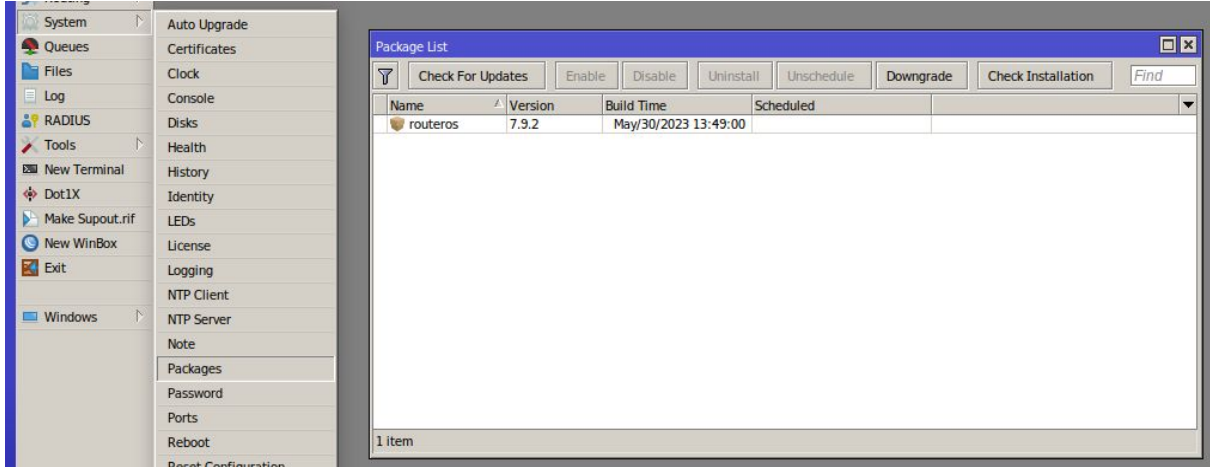 Routing
System
Queues
Files
Log
RADIUS
Tools
New Terminal
Dot1X
Make Supout.rif
New WinBox
Exit
Windows
Auto Upgrade
Certificates
Clock
Console
Disks
Health
History
Identity
LEDs
License
Logging
NTP Client
NTP Server
Note
Packages
Password
Ports
Reboot
Reset Configuration
Package List
Check For Updates Enable Disable Uninstall Unschedule Downgrade Check Installation Find
Name Version Build Time Scheduled
routeros 7.9.2 May/30/2023 13:49:00
1 item